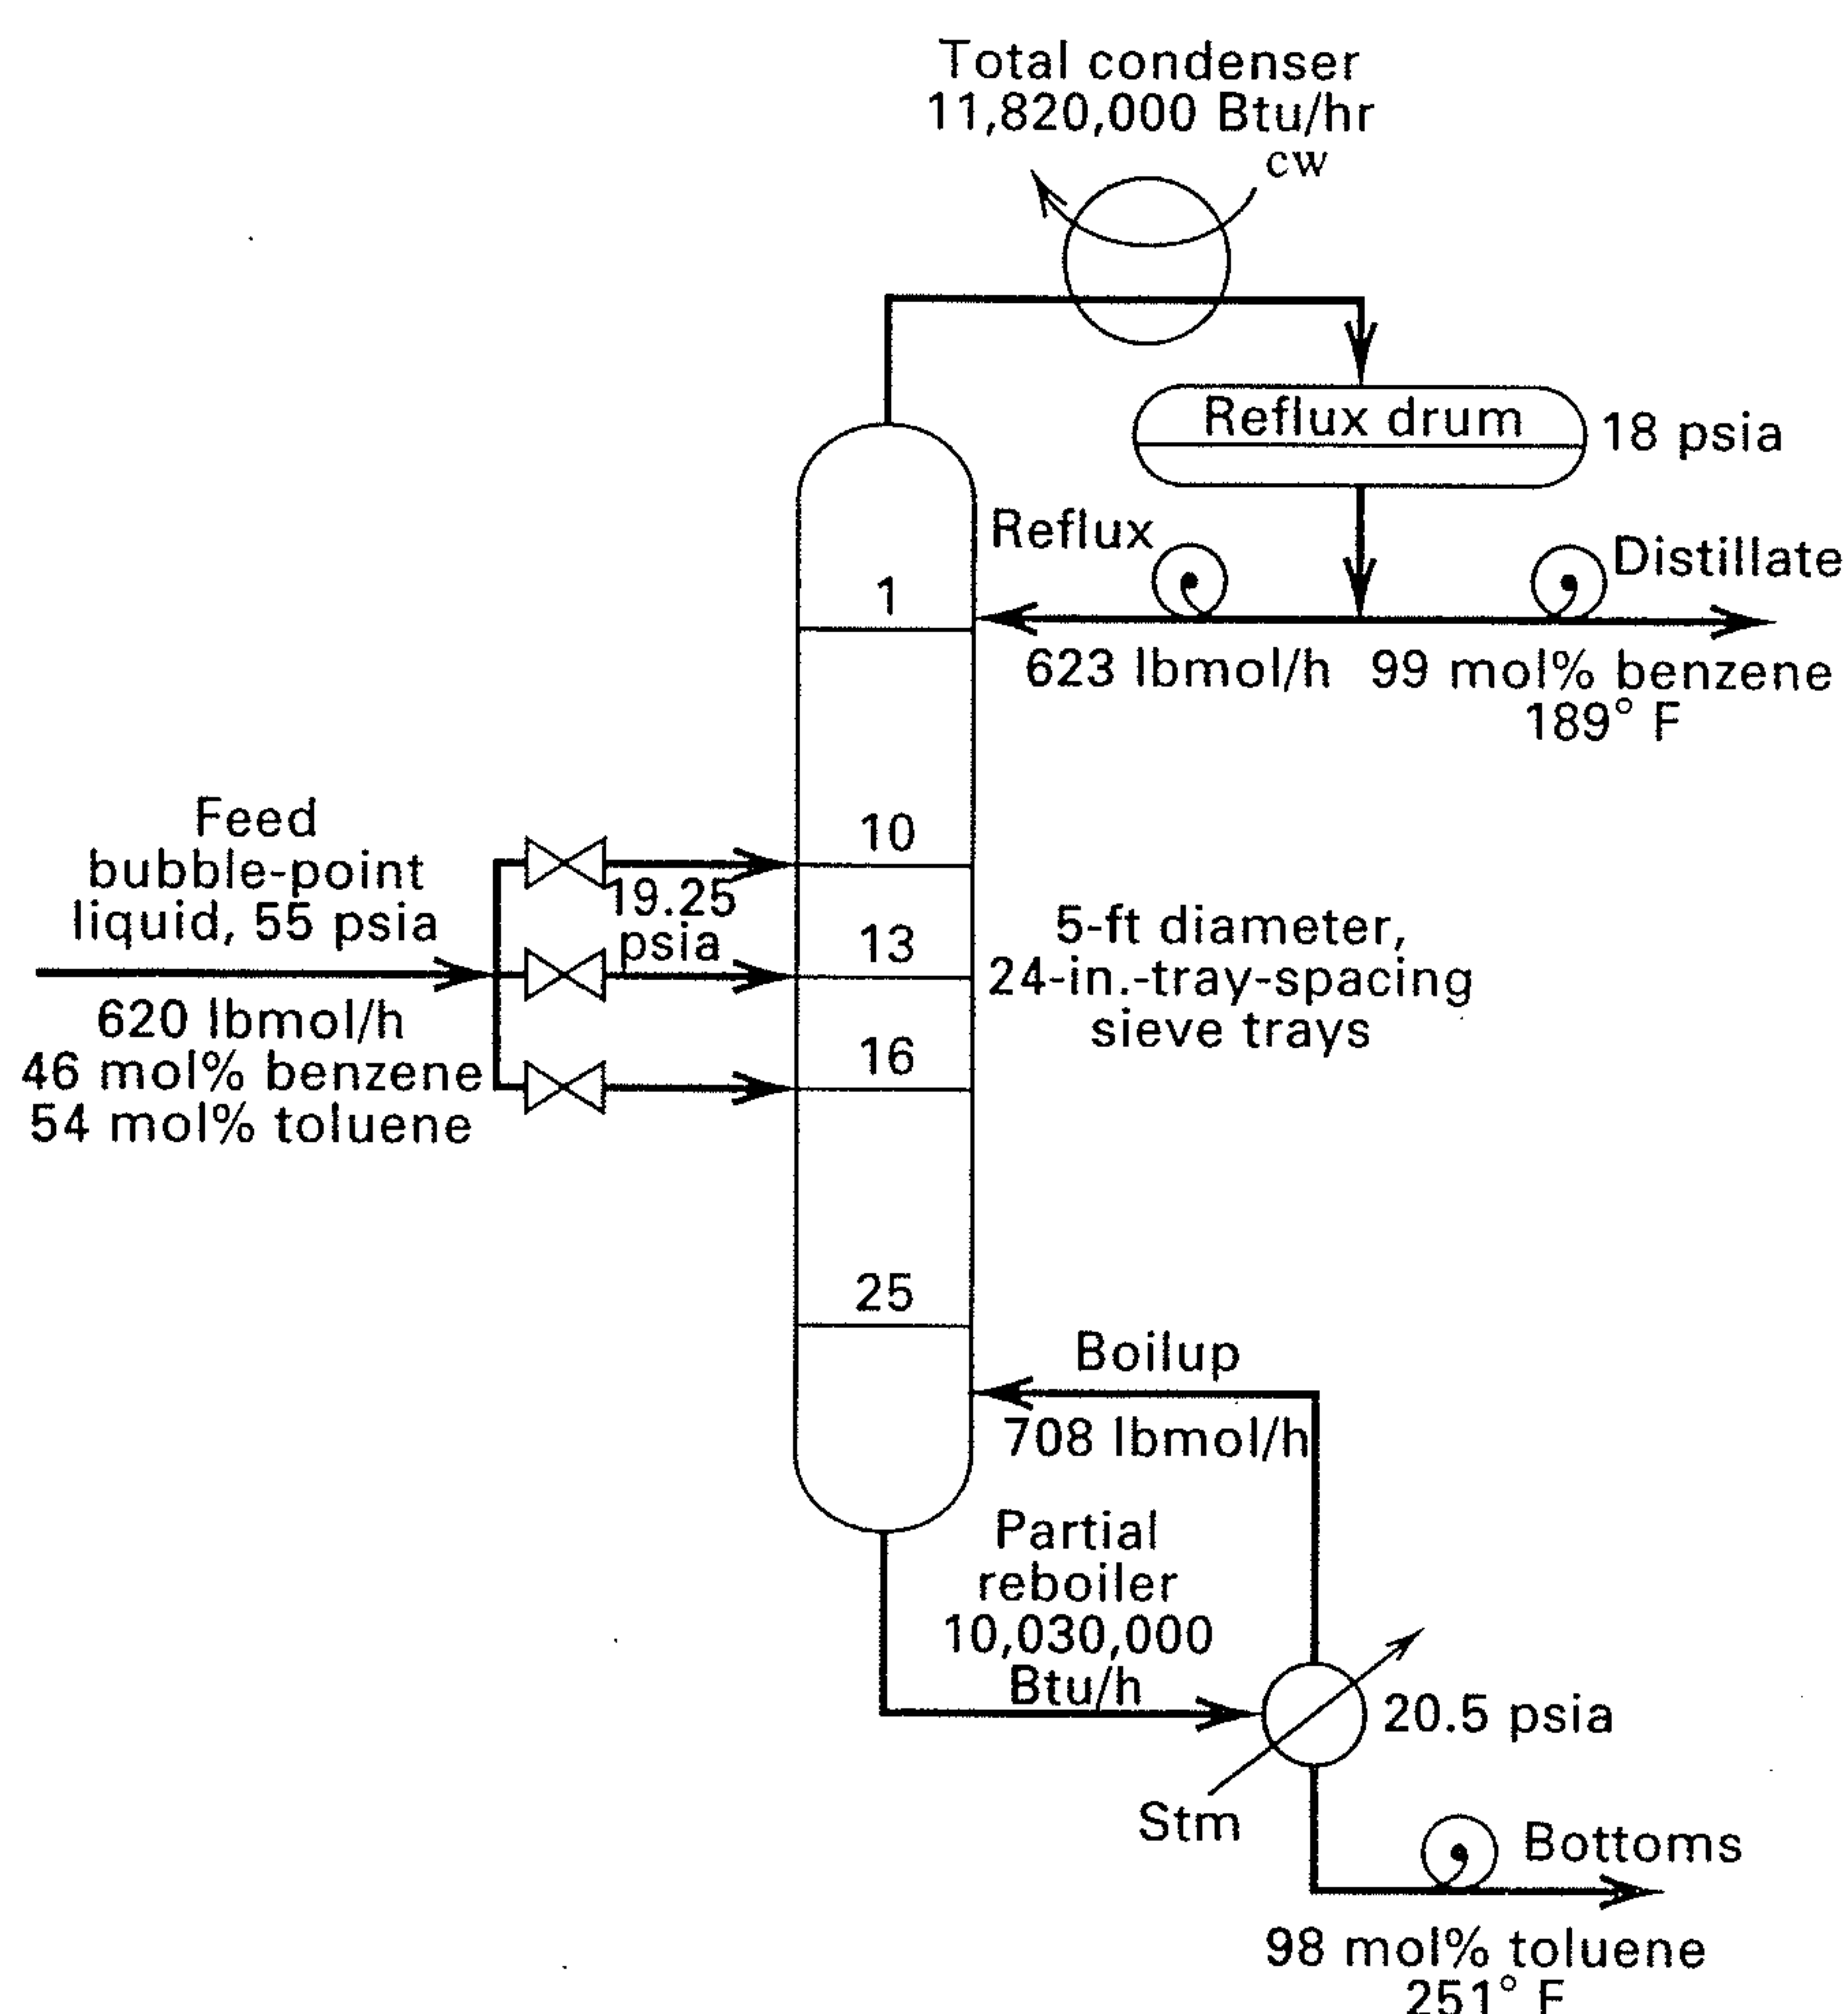 Total condenser
11,820,000 Btu/hr
cw
Reflux drum
18 psia
Reflux
Distillate
1
623 lbmol/h
99 mol% benzene
189° F
Feed
bubble-point
liquid, 55 psia
620 lbmol/h
46 mol% benzene
54 mol% toluene
10
19.25
psia
13
16
5-ft diameter,
24-in.-tray-spacing
sieve trays
25
Boilup
708 lbmol/h
Partial
reboiler
10,030,000
Btu/h
20.5 psia
Stm
Bottoms
98 mol% toluene
251° F